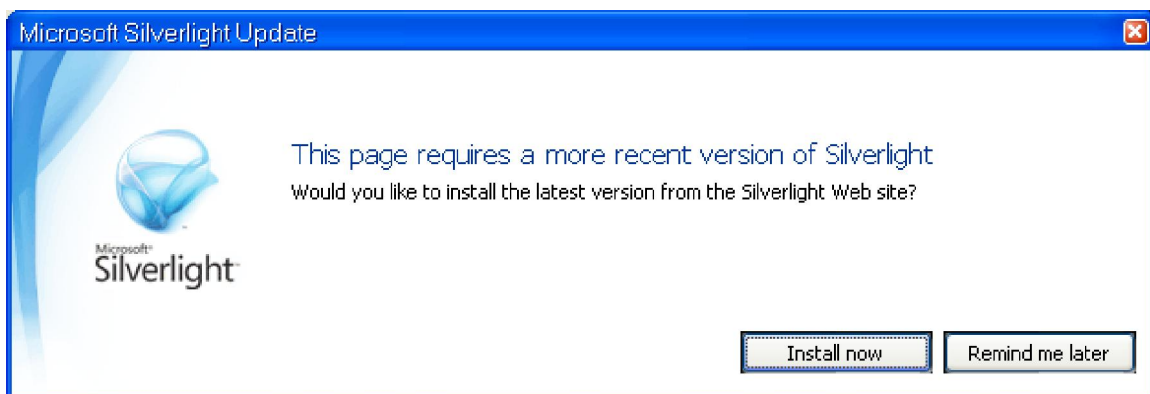 Microsoft Silverlight Update
This page requires a more recent version of Silverlight
Would you like to install the latest version from the Silverlight Web site?
Microsoft®
Silverlight™
Install now
Remind me later